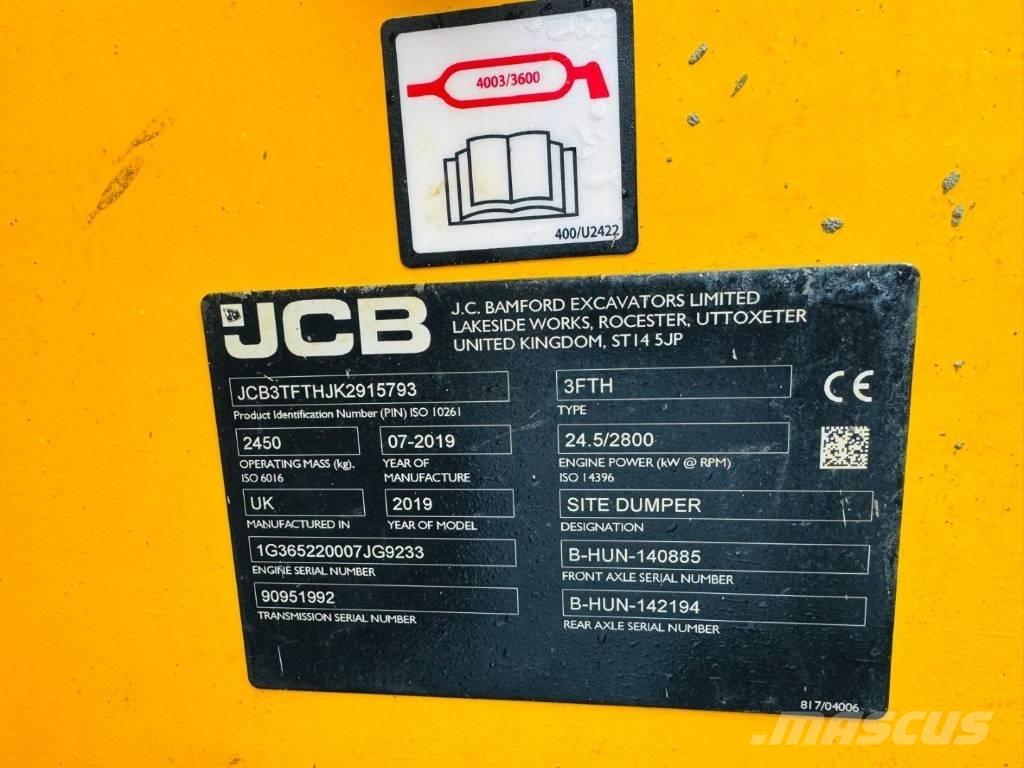 4003/3600
400/U2422
JCB
J.C. BAMFORD EXCAVATORS LIMITED
LAKESIDE WORKS, ROCESTER, UTTOXETER
UNITED KINGDOM, ST14 5JP
JCB3TFTHJK2915793
Product Identification Number (PIN) ISO 10261
3FTH
TYPE
CE
2450
OPERATING MASS (kg),
ISO 6016
07-2019
YEAR OF
MANUFACTURE
24.5/2800
ENGINE POWER (kW @ RPM)
ISO 14396
UK
MANUFACTURED IN
2019
YEAR OF MODEL
SITE DUMPER
DESIGNATION
1G365220007JG9233
ENGINE SERIAL NUMBER
B-HUN-140885
FRONT AXLE SERIAL NUMBER
90951992
TRANSMISSION SERIAL NUMBER
B-HUN-142194
REAR AXLE SERIAL NUMBER
817/04006
MASCUS